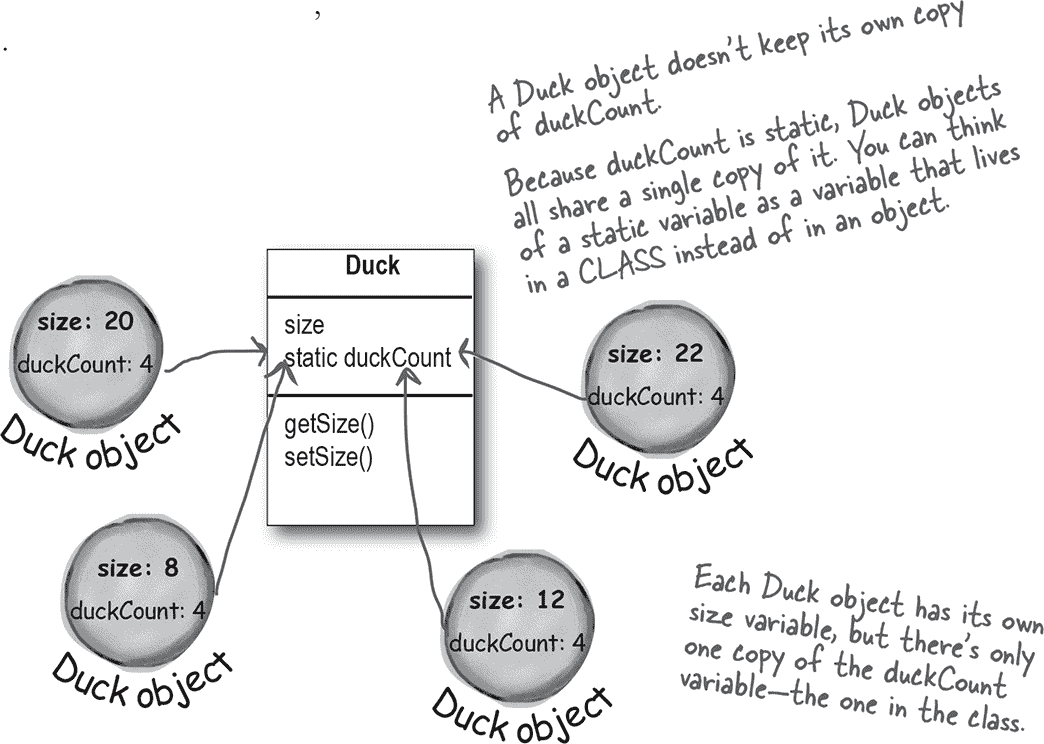 A Duck object doesn't keep its own copy
of duckCount.
Because duckCount is static, Duck objects
all share a single copy of it. You can think
of a static variable as a variable that lives
in a CLASS instead of in an object.
Duck
size
static duckCount
getSize()
setSize()
size: 20
duckCount: 4
Duck object
size: 22
duckCount: 4
Duck object
size: 8
duckCount: 4
Duck object
size: 12
duckCount: 4
Duck object
Each Duck object has its own
size variable, but there's only
one copy of the duckCount
variable—the one in the class.